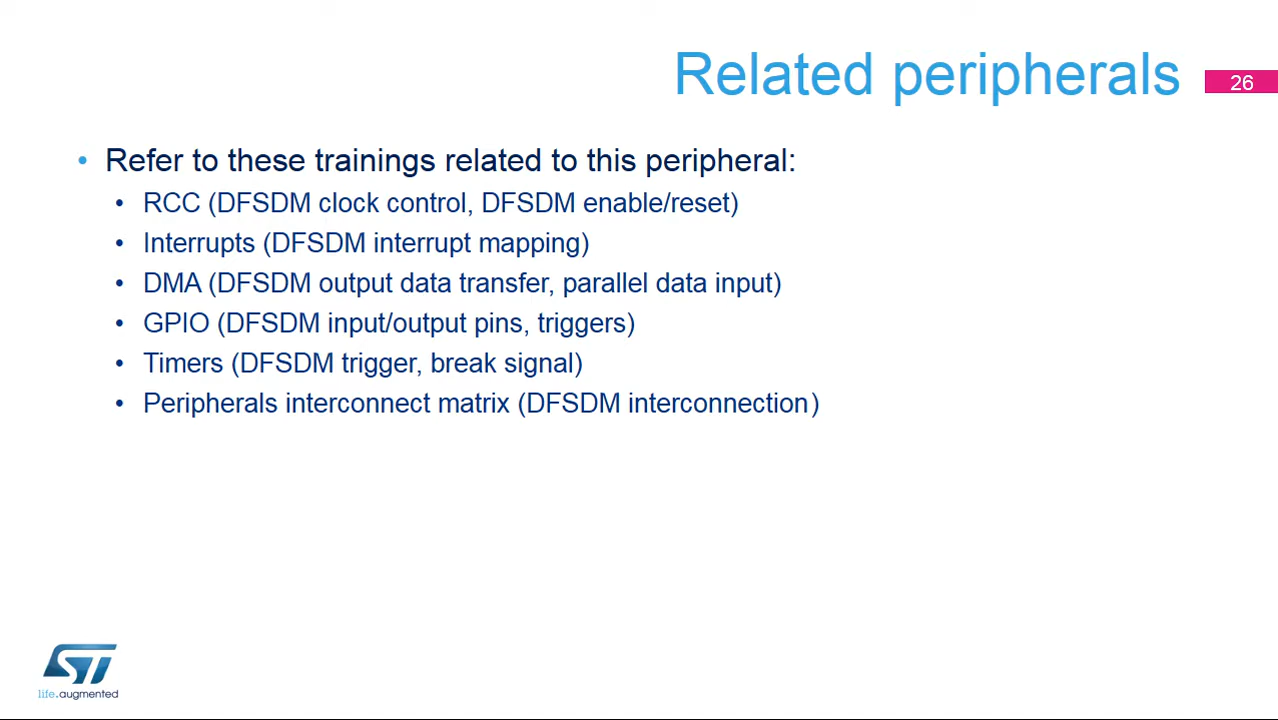 Related peripherals
26
• Refer to these trainings related to this peripheral:
• RCC (DFSDM clock control, DFSDM enable/reset)
• Interrupts (DFSDM interrupt mapping)
• DMA (DFSDM output data transfer, parallel data input)
• GPIO (DFSDM input/output pins, triggers)
• Timers (DFSDM trigger, break signal)
• Peripherals interconnect matrix (DFSDM interconnection)
ST
life.augmented